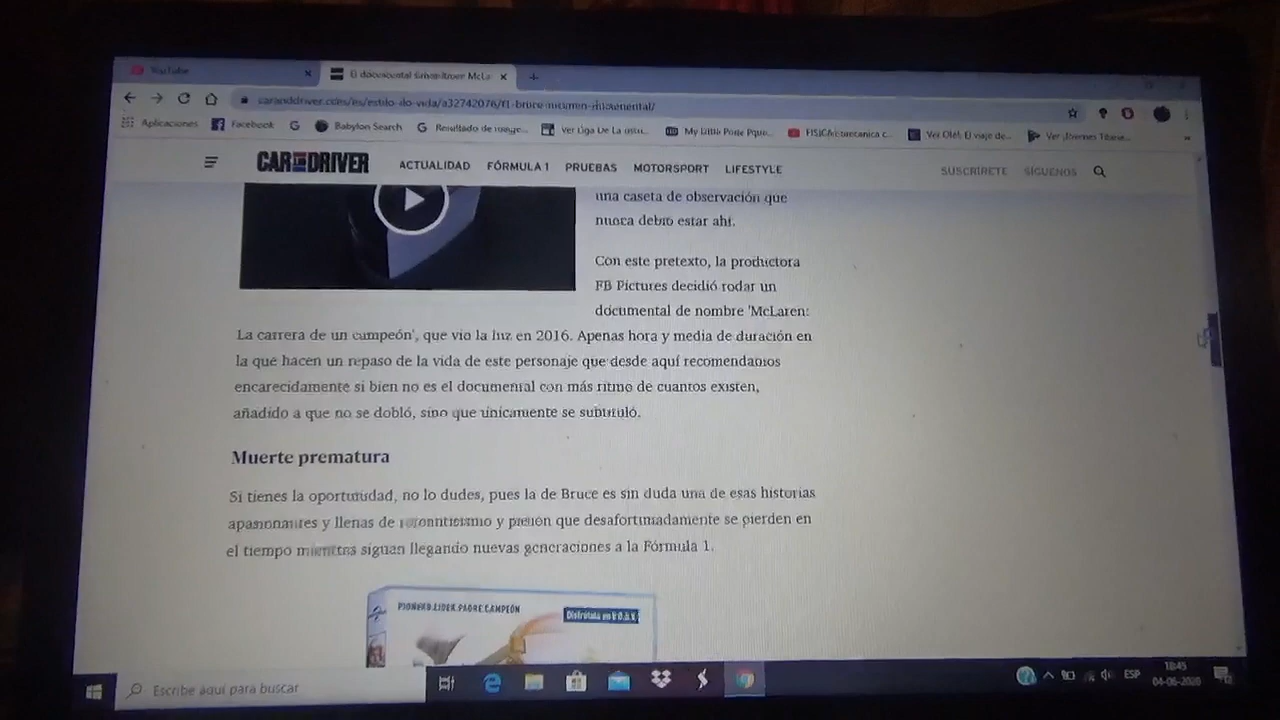 YouTube
El documental sobre Bruce McLa
caranddriver.com/es/estilo-de-vida/a32742076/f1-bruce-mclaren-documental/
Aplicaciones Facebook Babylon Search Resultado de image... Ver Liga De La Justi... My Little Pony Equ... FISICA: mecanica c... Ver Olé!, El viaje de... Ver ¡Jóvenes Titane...
CAR AND DRIVER ACTUALIDAD FÓRMULA 1 PRUEBAS MOTORSPORT LIFESTYLE SUSCRÍBETE SÍGUENOS
una caseta de observación que
nunca debió estar ahí.
Con este pretexto, la productora
FB Pictures decidió rodar un
documental de nombre 'McLaren:
La carrera de un campeón', que vio la luz en 2016. Apenas hora y media de duración en
la que hacen un repaso de la vida de este personaje que desde aquí recomendamos
encarecidamente si bien no es el documental con más ritmo de cuantos existen,
añadido a que no se dobló, sino que únicamente se subtituló.
Muerte prematura
Si tienes la oportunidad, no lo dudes, pues la de Bruce es sin duda una de esas historias
apasionantes y llenas de romanticismo y pasión que desafortunadamente se pierden en
el tiempo mientras siguan llegando nuevas generaciones a la Fórmula 1.
PIONERO.LÍDER.PADRE.CAMPEÓN
Disfrútala en V.O.S.E.
Escribe aquí para buscar
ESP
18:45
04-06-2020